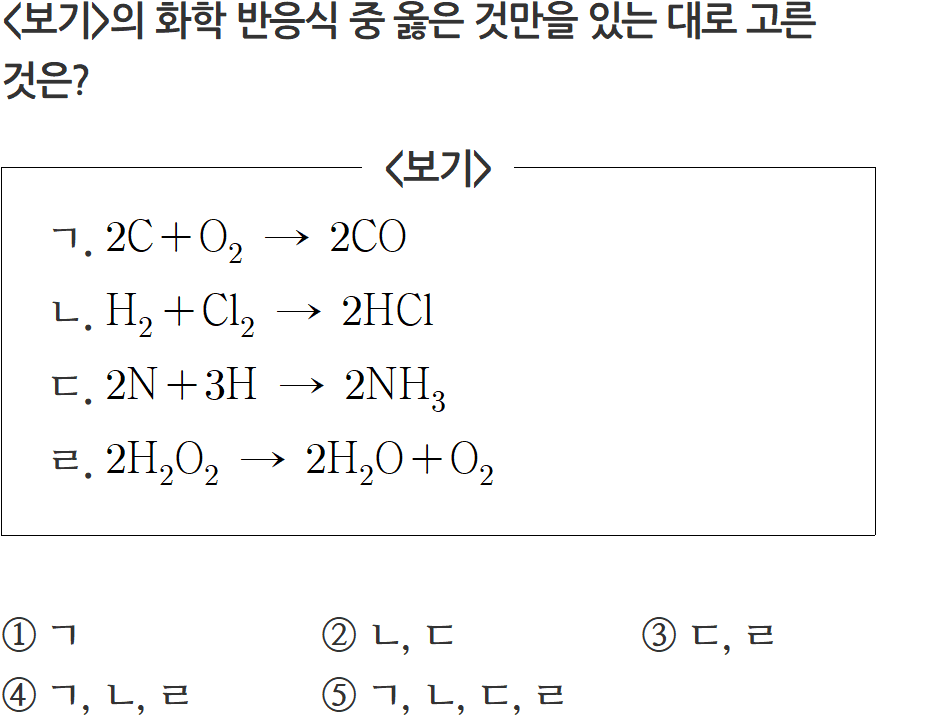 <보기>의 화학 반응식 중 옳은 것만을 있는 대로 고른
것은?
<보기>
ㄱ. 2C + O₂ → 2CO
ㄴ. H₂ + Cl₂ → 2HCl
ㄷ. 2N + 3H → 2NH₃
ㄹ. 2H₂O₂ → 2H₂O + O₂
① ㄱ ② ㄴ, ㄷ ③ ㄷ, ㄹ
④ ㄱ, ㄴ, ㄹ ⑤ ㄱ, ㄴ, ㄷ, ㄹ